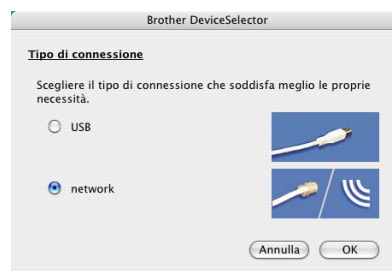 Brother DeviceSelector
Tipo di connessione
Scegliere il tipo di connessione che soddisfa meglio le proprie
necessità.
USB
network
Annulla OK